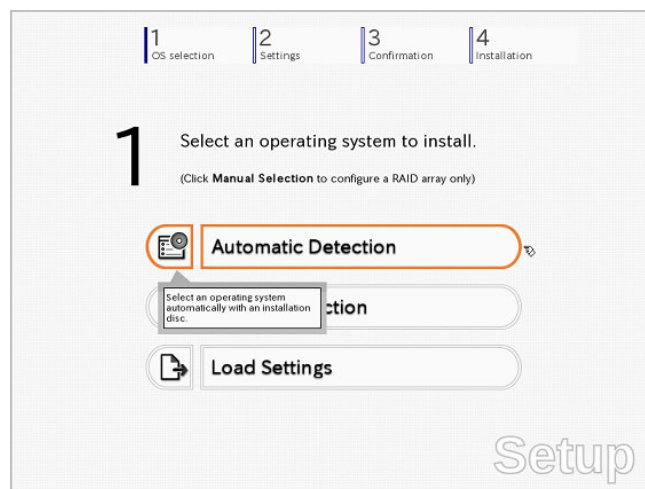 1 2 3 4
OS selection Settings Confirmation Installation
1 Select an operating system to install.
(Click Manual Selection to configure a RAID array only)
Automatic Detection
Select an operating system
automatically with an installation
disc.
ction
Load Settings
Setup